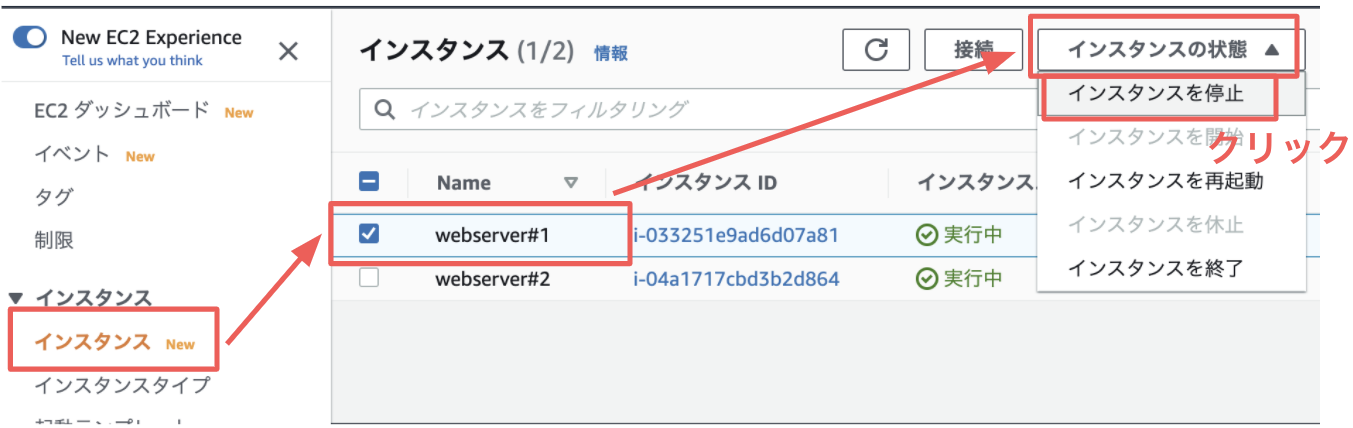 New EC2 Experience
Tell us what you think
EC2 ダッシュボード New
イベント New
タグ
制限
インスタンス
インスタンス New
インスタンスタイプ
インスタンス (1/2) 情報
接続
インスタンスの状態
インスタンスをフィルタリング
インスタンスを停止
インスタンスを開始
クリック
インスタンスを再起動
インスタンスを休止
インスタンスを終了
Name インスタンス ID インスタンス
webserver#1 i-033251e9ad6d07a81 実行中
webserver#2 i-04a1717cbd3b2d864 実行中